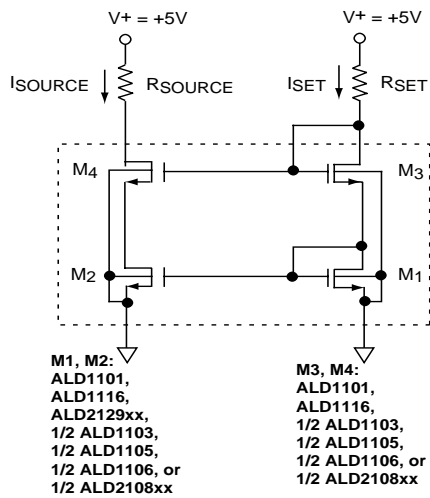 V+ = +5V
V+ = +5V
ISOURCE
RSOURCE
ISET
RSET
M4
M3
M2
M1
M1, M2:
ALD1101,
ALD1116,
ALD2129xx,
1/2 ALD1103,
1/2 ALD1105,
1/2 ALD1106, or
1/2 ALD2108xx
M3, M4:
ALD1101,
ALD1116,
1/2 ALD1103,
1/2 ALD1105,
1/2 ALD1106, or
1/2 ALD2108xx